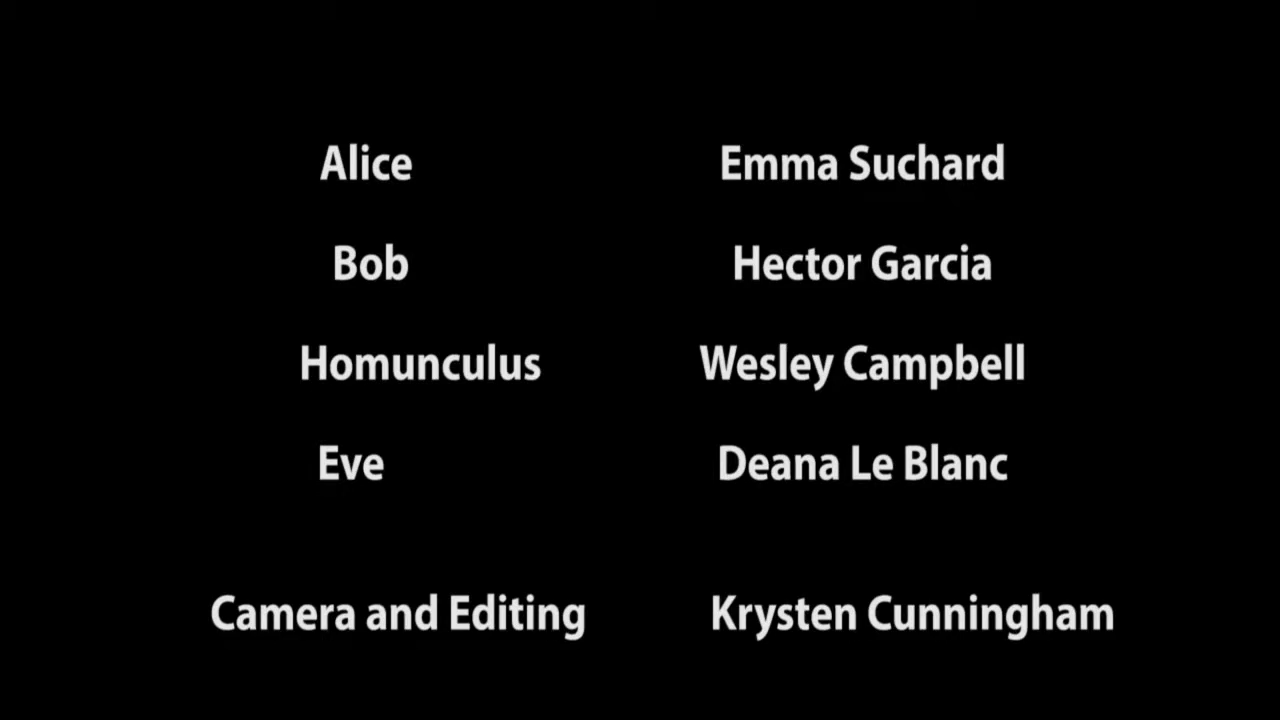 Alice Emma Suchard
Bob Hector Garcia
Homunculus Wesley Campbell
Eve Deana Le Blanc
Camera and Editing Krysten Cunningham